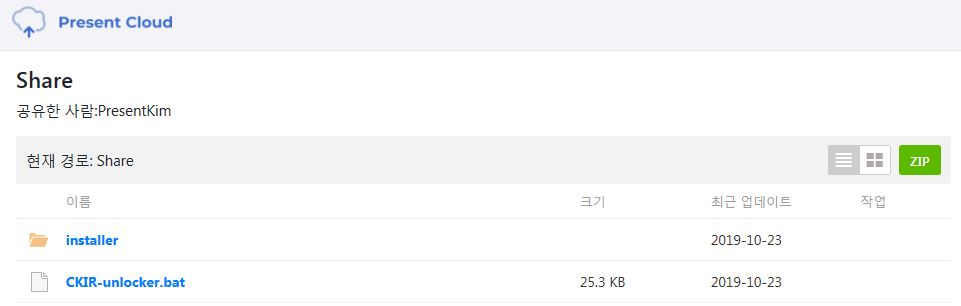 Present Cloud
Share
공유한 사람:PresentKim
현재 경로: Share
ZIP
이름 크기 최근 업데이트 작업
installer 2019-10-23
CKIR-unlocker.bat 25.3 KB 2019-10-23